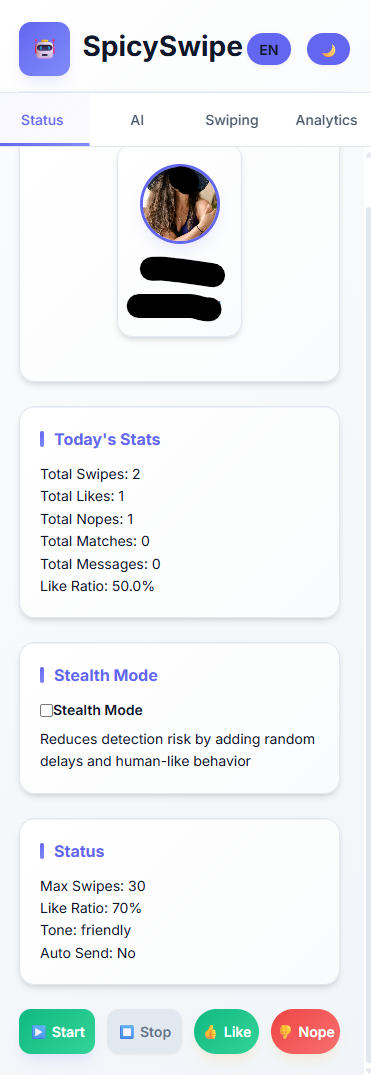 SpicySwipe
EN
Status AI Swiping Analytics
Today's Stats
Total Swipes: 2
Total Likes: 1
Total Nopes: 1
Total Matches: 0
Total Messages: 0
Like Ratio: 50.0%
Stealth Mode
Stealth Mode
Reduces detection risk by adding random
delays and human-like behavior
Status
Max Swipes: 30
Like Ratio: 70%
Tone: friendly
Auto Send: No
Start Stop Like Nope